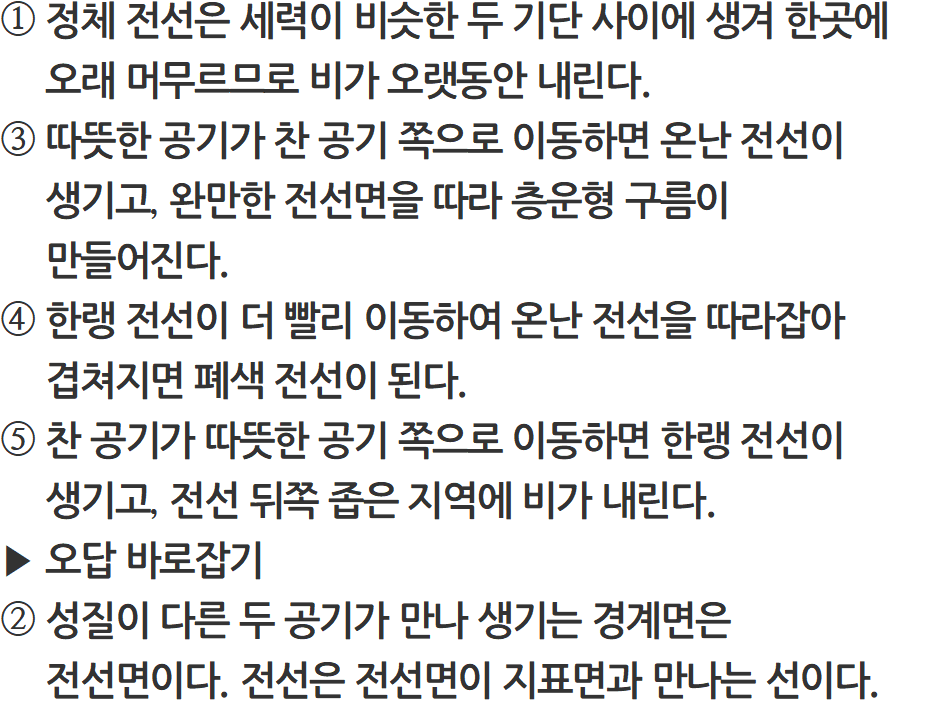 ① 정체 전선은 세력이 비슷한 두 기단 사이에 생겨 한곳에
오래 머무르므로 비가 오랫동안 내린다.
③ 따뜻한 공기가 찬 공기 쪽으로 이동하면 온난 전선이
생기고, 완만한 전선면을 따라 층운형 구름이
만들어진다.
④ 한랭 전선이 더 빨리 이동하여 온난 전선을 따라잡아
겹쳐지면 폐색 전선이 된다.
⑤ 찬 공기가 따뜻한 공기 쪽으로 이동하면 한랭 전선이
생기고, 전선 뒤쪽 좁은 지역에 비가 내린다.
▶ 오답 바로잡기
② 성질이 다른 두 공기가 만나 생기는 경계면은
전선면이다. 전선은 전선면이 지표면과 만나는 선이다.